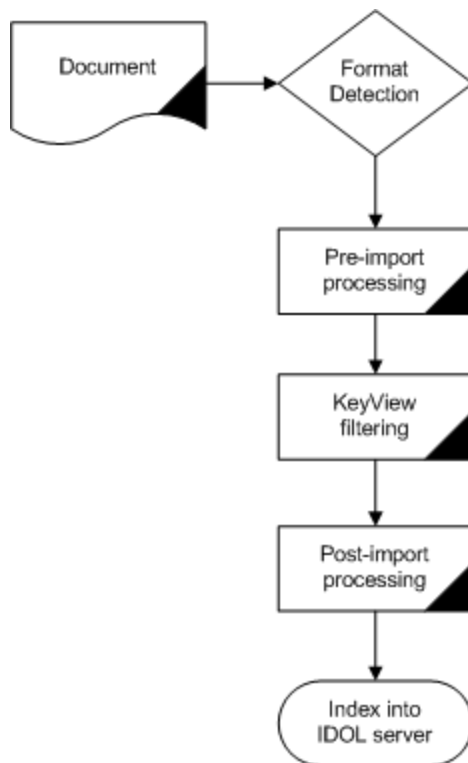 Document
Format
Detection
Pre-import
processing
KeyView
filtering
Post-import
processing
Index into
IDOL server